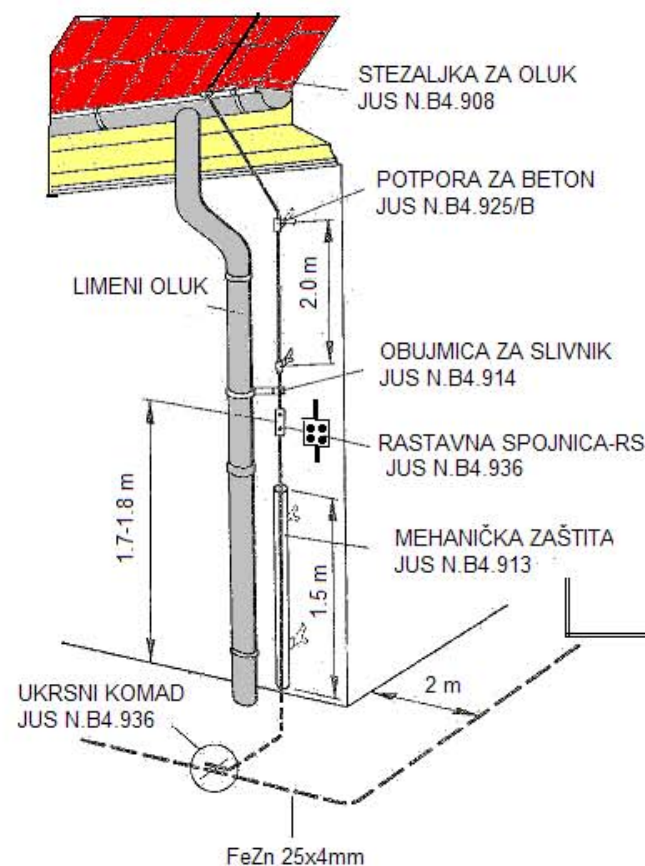 STEZALJKA ZA OLUK
JUS N.B4.908
POTPORA ZA BETON
JUS N.B4.925/B
2.0 m
LIMENI OLUK
OBUJMICA ZA SLIVNIK
JUS N.B4.914
RASTAVNA SPOJNICA-RS
JUS N.B4.936
1.7-1.8 m
MEHANIČKA ZAŠTITA
JUS N.B4.913
1.5 m
2 m
UKRSNI KOMAD
JUS N.B4.936
FeZn 25x4mm